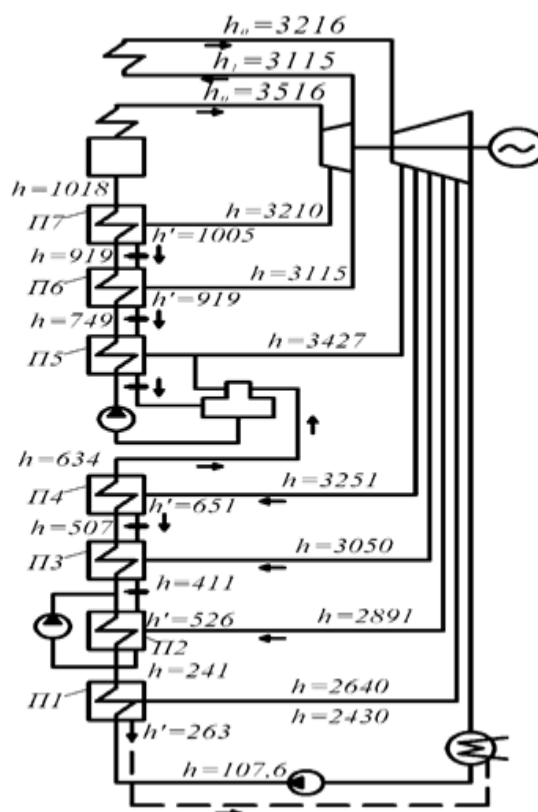 h₀=3216
h₁=3115
h₀=3516
h=1018
П7
h=3210
h'=1005
h=919
П6
h=3115
h'=919
h=749
П5
h=3427
h=634
П4
h=3251
h'=651
h=507
П3
h=3050
h=411
h'=526
h=2891
П2
h=241
П1
h=2640
h=2430
h'=263
h=107,6